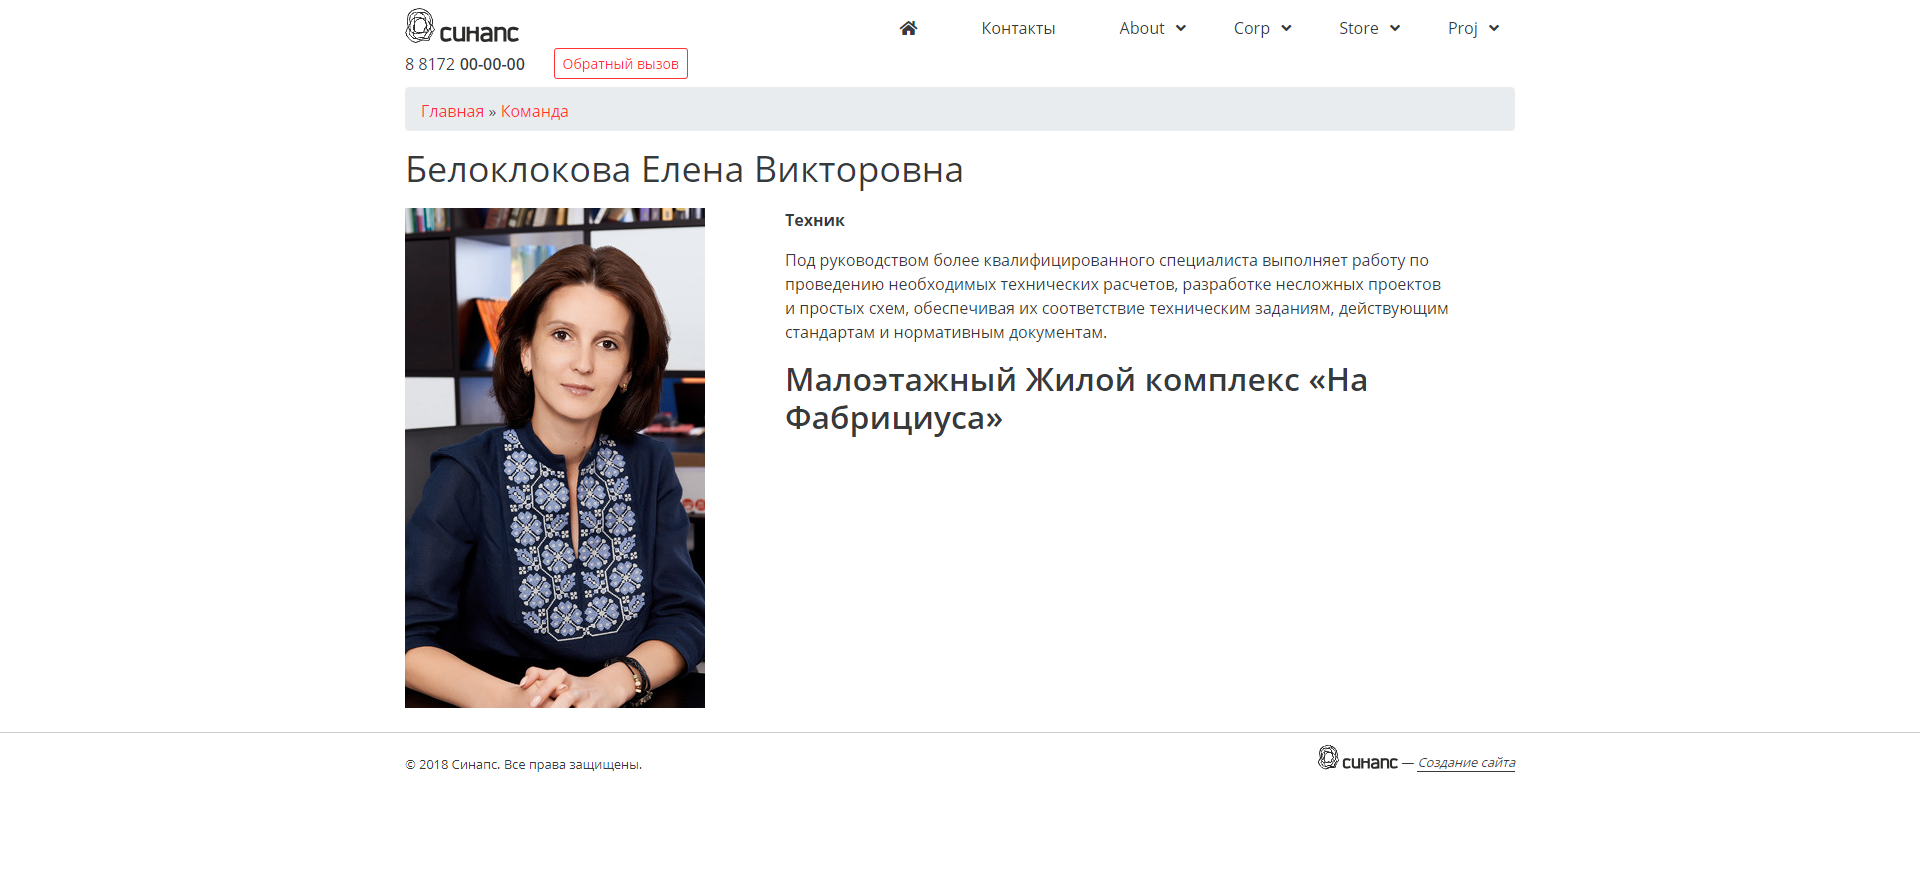 синапс
Контакты
About
Corp
Store
Proj
8 8172 00-00-00
Обратный вызов
Главная » Команда
Белоклокова Елена Викторовна
Техник
Под руководством более квалифицированного специалиста выполняет работу по
проведению необходимых технических расчетов, разработке несложных проектов
и простых схем, обеспечивая их соответствие техническим заданиям, действующим
стандартам и нормативным документам.
Малоэтажный Жилой комплекс «На
Фабрициуса»
© 2018 Синапс. Все права защищены.
синапс — Создание сайта